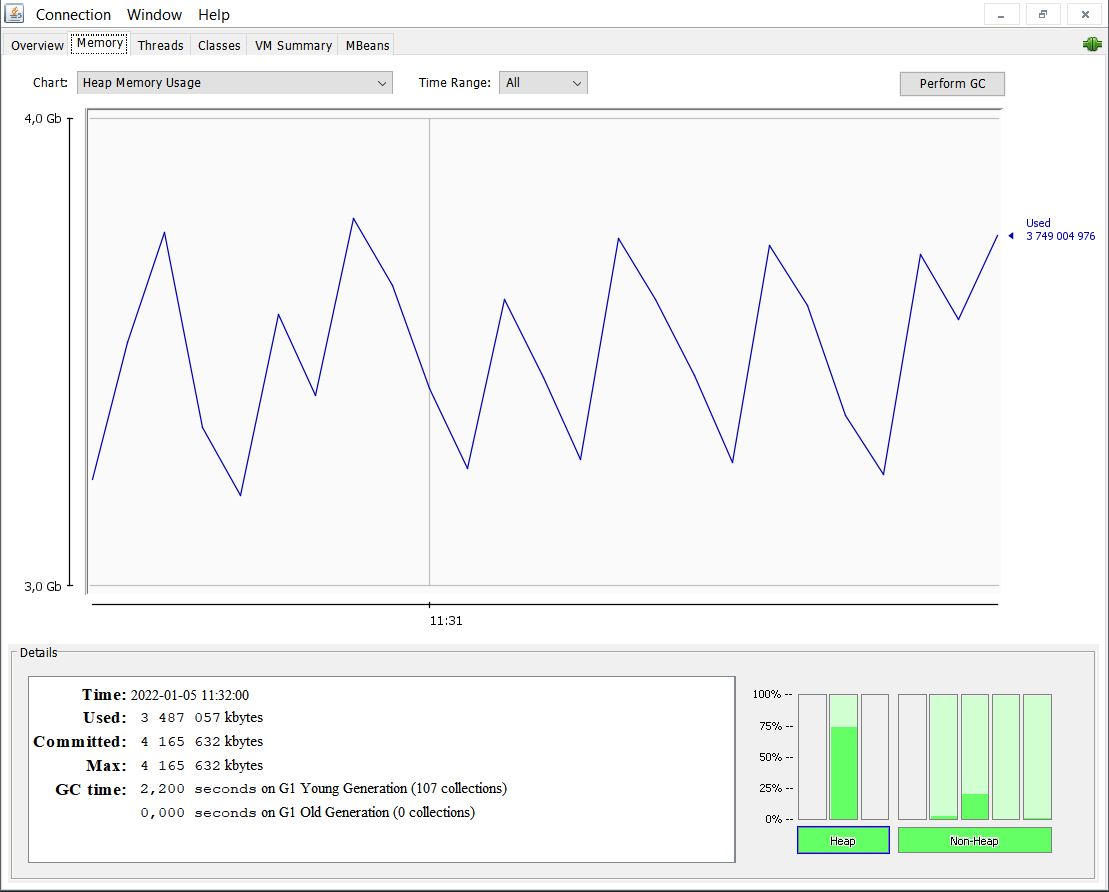 Connection Window Help
Overview Memory Threads Classes VM Summary MBeans
Chart: Heap Memory Usage Time Range: All Perform GC
4,0 Gb
Used
3 749 004 976
3,0 Gb
11:31
Details
Time: 2022-01-05 11:32:00
Used: 3 487 057 kbytes
Committed: 4 165 632 kbytes
Max: 4 165 632 kbytes
GC time: 2,200 seconds on G1 Young Generation (107 collections)
0,000 seconds on G1 Old Generation (0 collections)
100% --
75% --
50% --
25% --
0% --
Heap Non-Heap